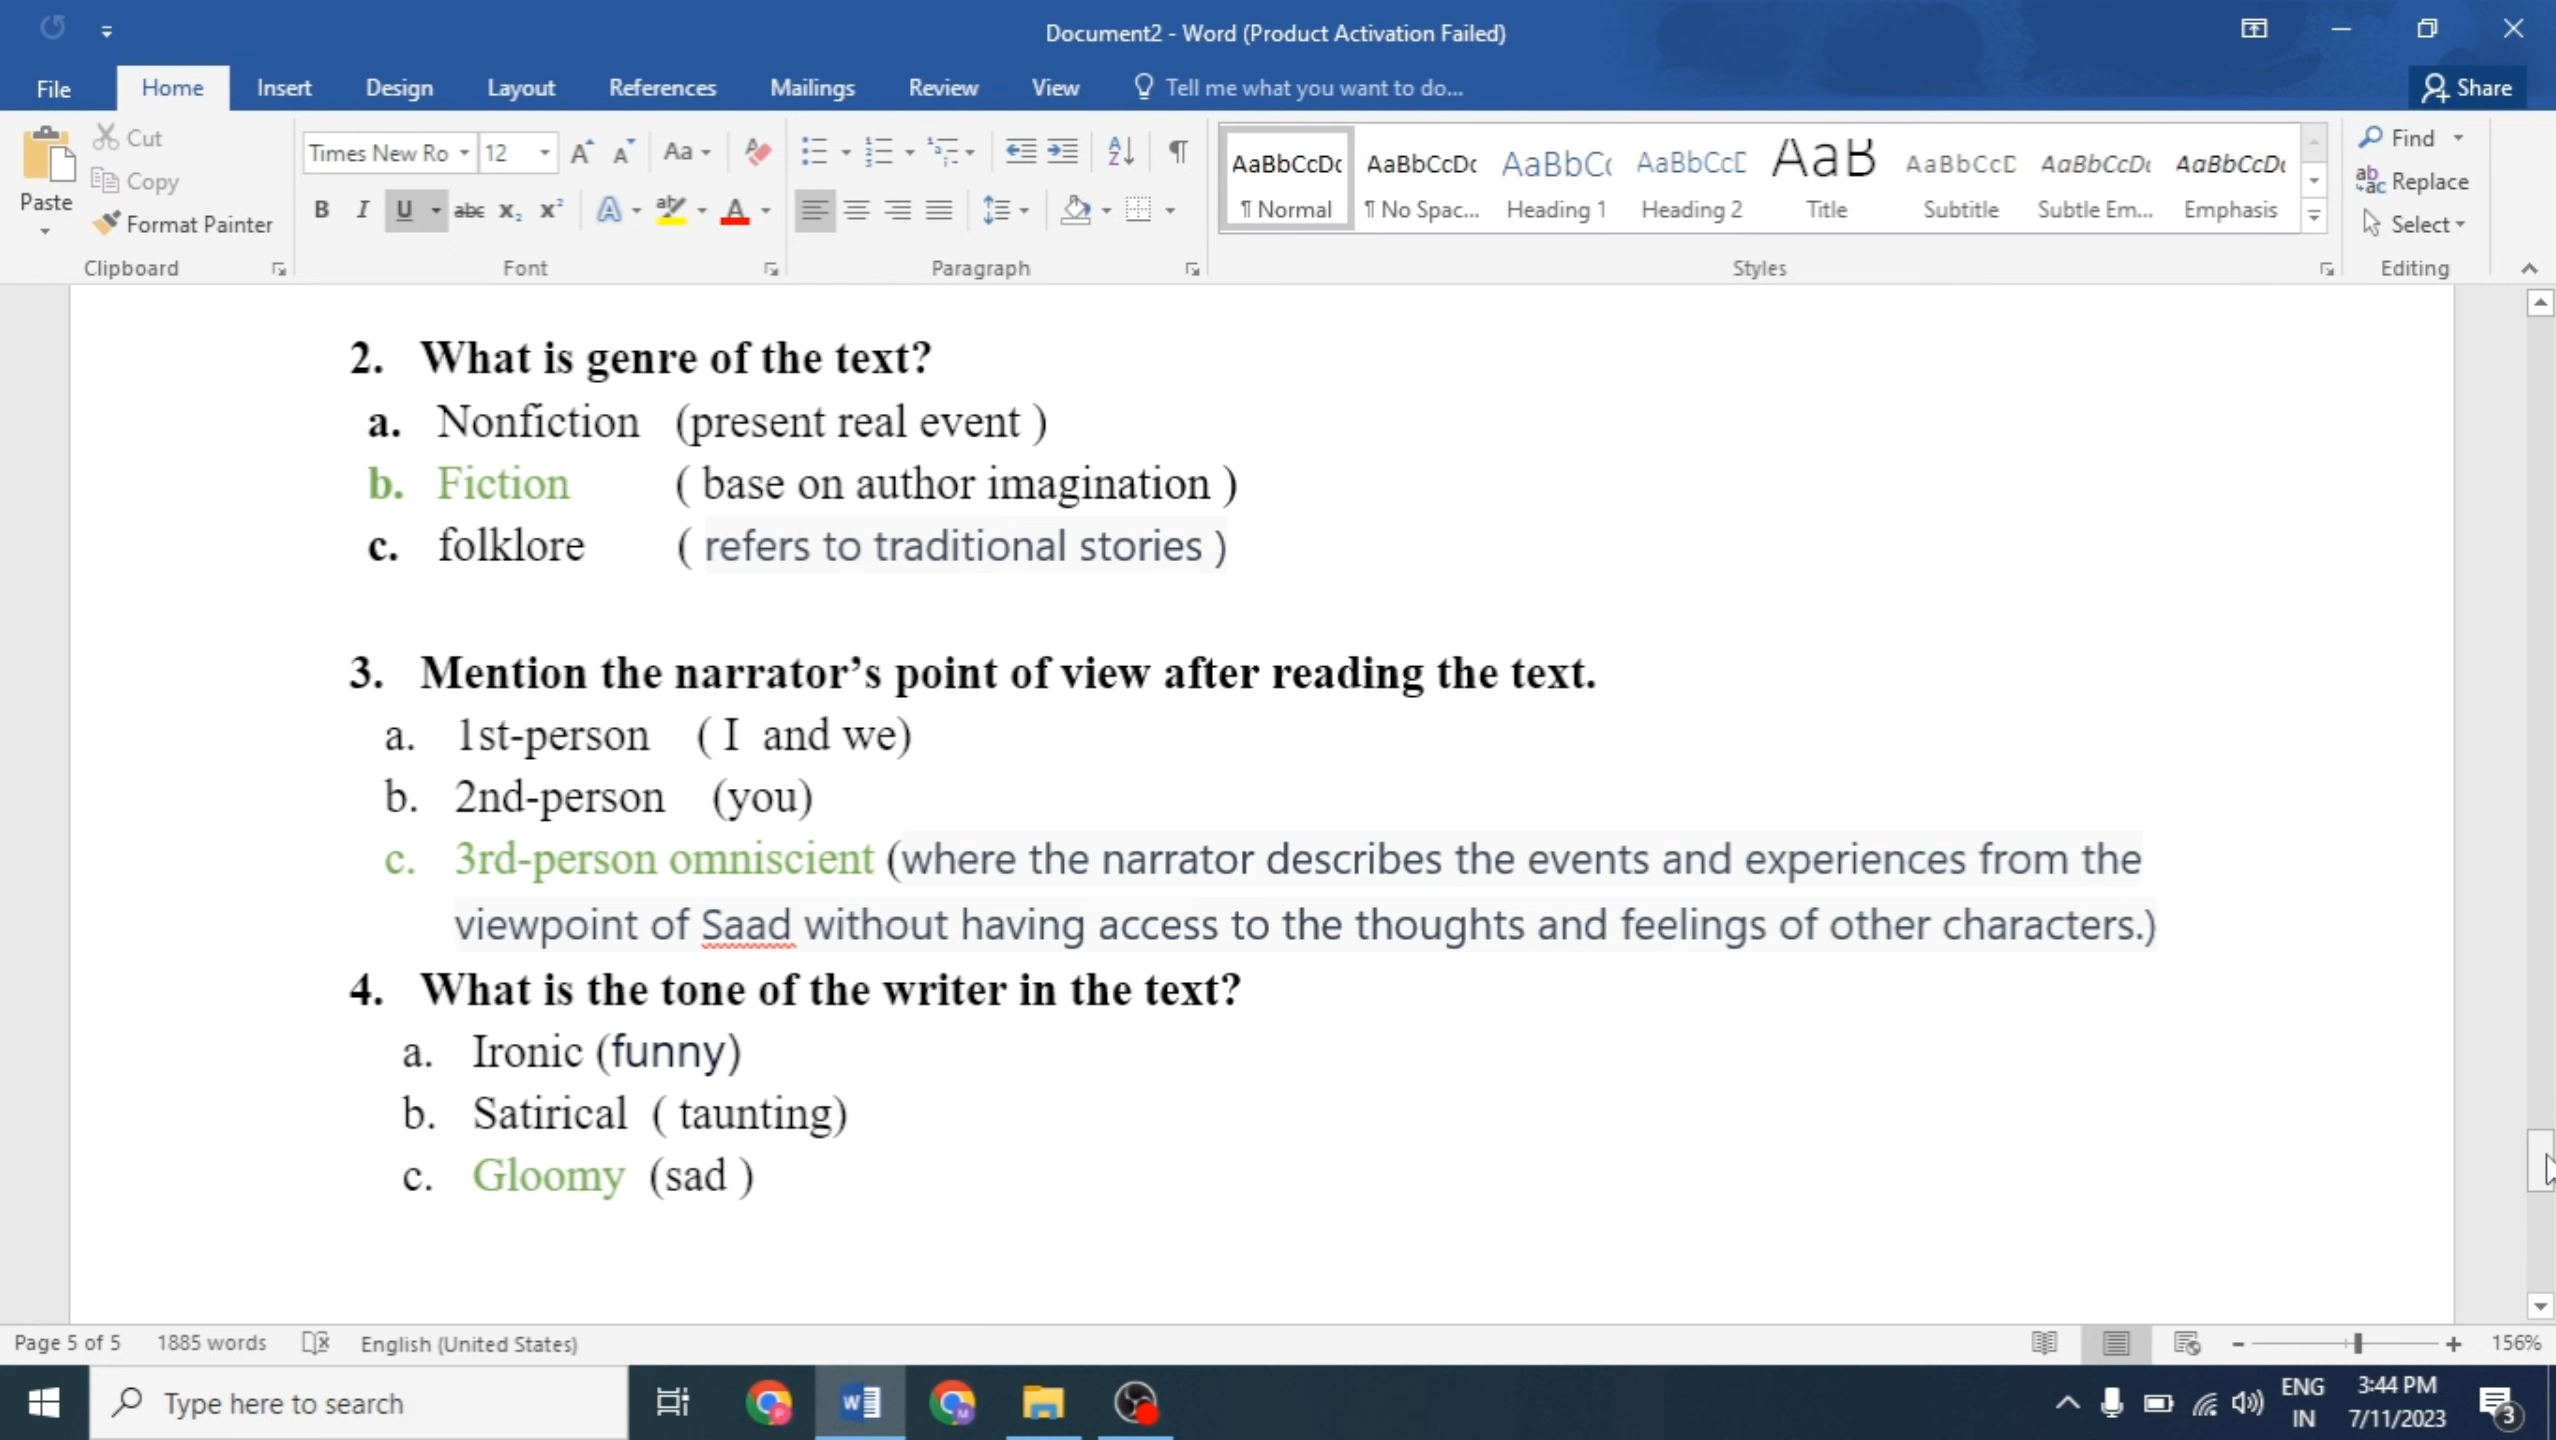 Document2 - Word (Product Activation Failed)
File Home Insert Design Layout References Mailings Review View Tell me what you want to do... Share
Paste Cut Copy Format Painter Clipboard
Times New Ro 12 Aa
B I U abc x₂ x² A aby A
Font
Paragraph
AaBbCcDc AaBbCcDc AaBbC AaBbCcD AaB AaBbCcD AaBbCcDc AaBbCcDc
¶ Normal ¶ No Spac... Heading 1 Heading 2 Title Subtitle Subtle Em... Emphasis
Styles
Find
Replace
Select
Editing
2. What is genre of the text?
a. Nonfiction (present real event )
b. Fiction ( base on author imagination )
c. folklore ( refers to traditional stories )
3. Mention the narrator’s point of view after reading the text.
a. 1st-person ( I and we)
b. 2nd-person (you)
c. 3rd-person omniscient (where the narrator describes the events and experiences from the
viewpoint of Saad without having access to the thoughts and feelings of other characters.)
4. What is the tone of the writer in the text?
a. Ironic (funny)
b. Satirical ( taunting)
c. Gloomy (sad )
Page 5 of 5 1885 words English (United States) 156%
Type here to search
ENG 3:44 PM
IN 7/11/2023 3